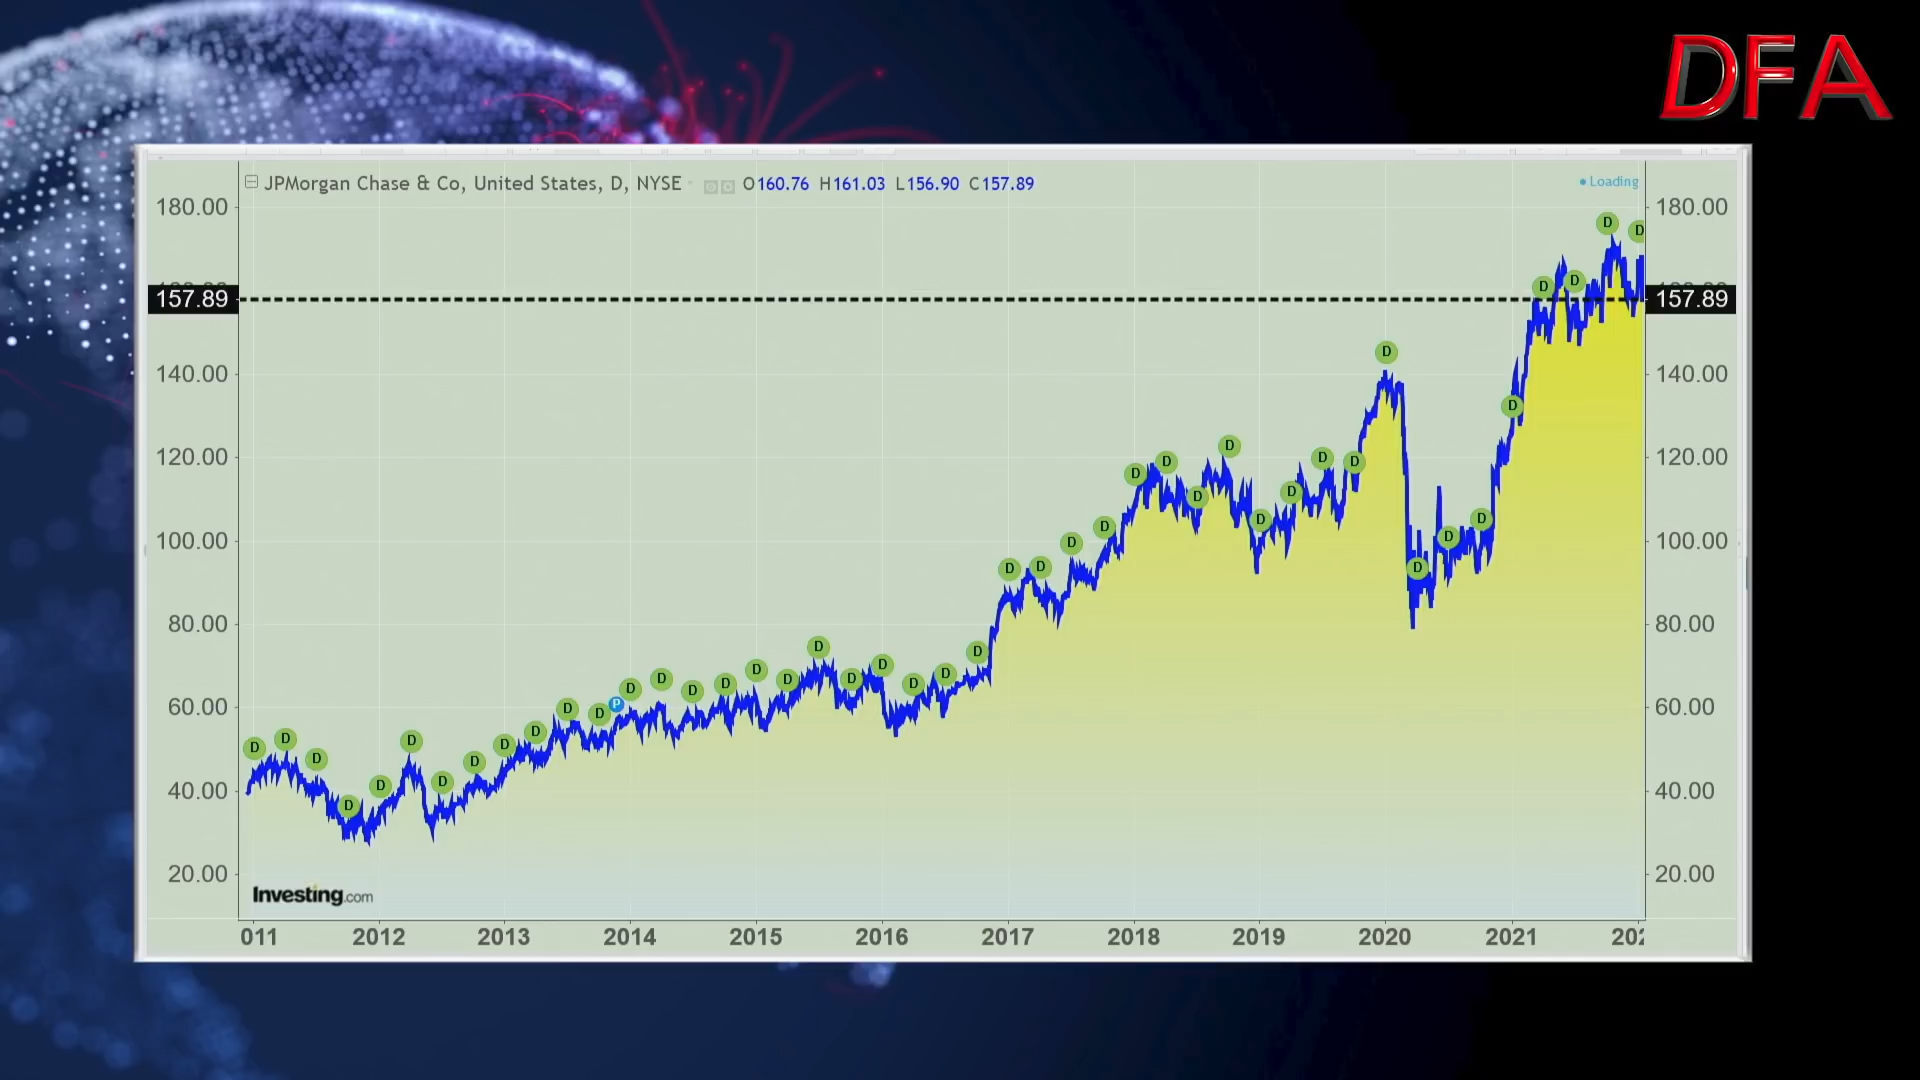 DFA
JPMorgan Chase & Co, United States, D, NYSE O160.76 H161.03 L156.90 C157.89
Loading
180.00 180.00
157.89 157.89
140.00 140.00
120.00 120.00
100.00 100.00
80.00 80.00
60.00 60.00
40.00 40.00
20.00 20.00
D D D D D D D D D D D D P D D D D D D D D D D D D D D D D D D D D D D D D D D D D D D D D D D
Investing.com
011 2012 2013 2014 2015 2016 2017 2018 2019 2020 2021 202